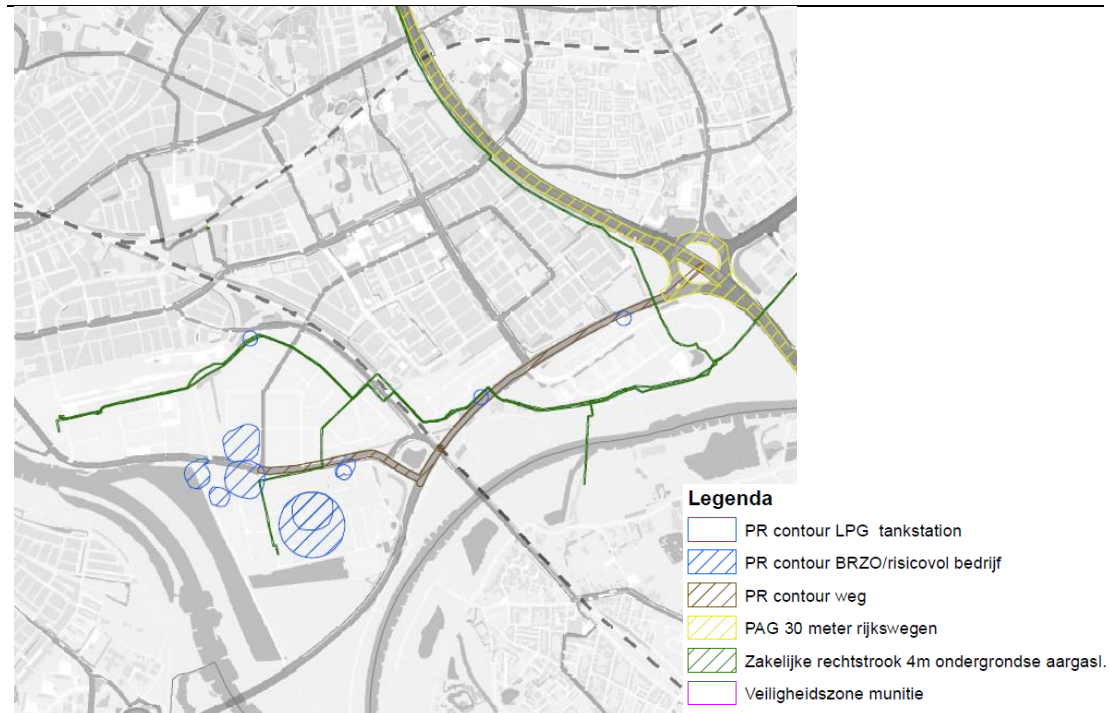 Legenda
PR contour LPG tankstation
PR contour BRZO/risicovol bedrijf
PR contour weg
PAG 30 meter rijkswegen
Zakelijke rechtstrook 4m ondergrondse aargasl.
Veiligheidszone munitie